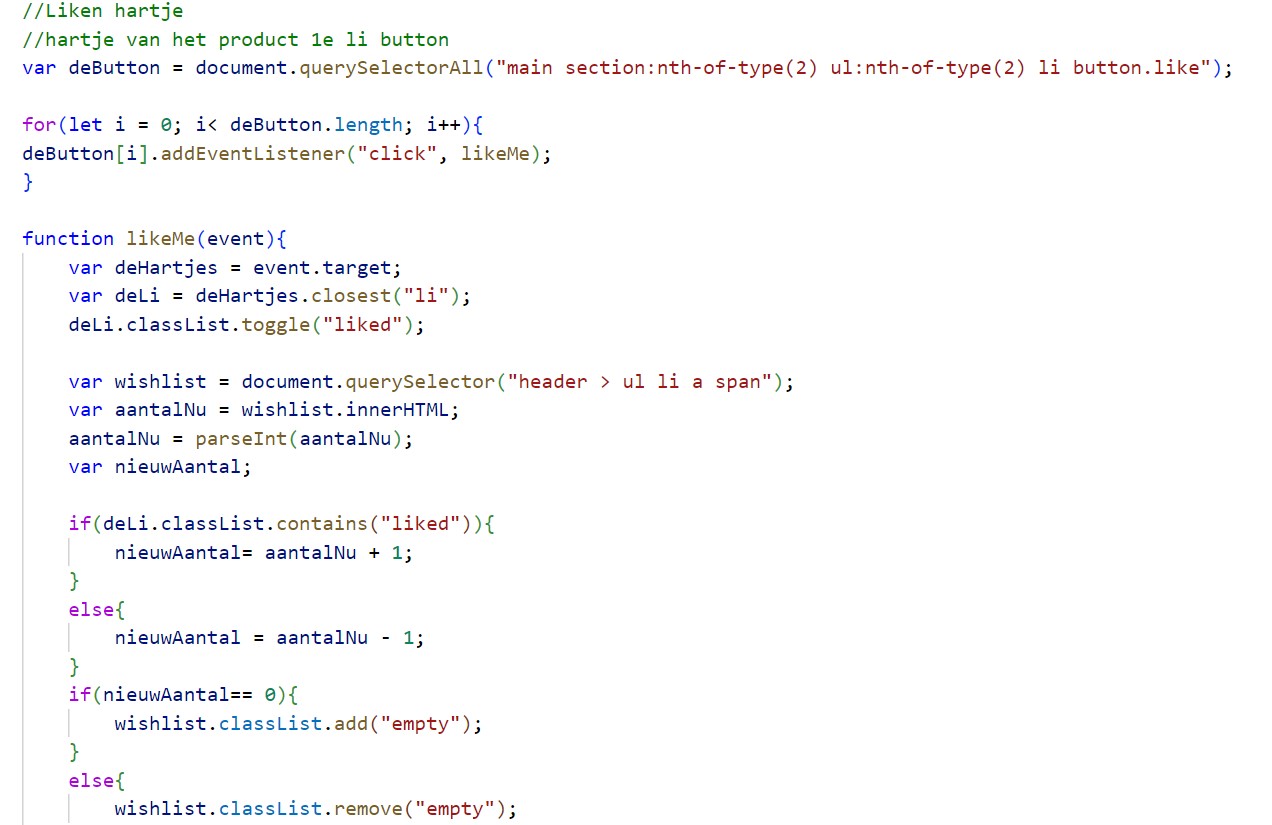 //Liken hartje
//hartje van het product 1e li button
var deButton = document.querySelectorAll("main section:nth-of-type(2) ul:nth-of-type(2) li button.like");

for(let i = 0; i< deButton.length; i++){
deButton[i].addEventListener("click", likeMe);
}

function likeMe(event){
    var deHartjes = event.target;
    var deLi = deHartjes.closest("li");
    deLi.classList.toggle("liked");

    var wishlist = document.querySelector("header > ul li a span");
    var aantalNu = wishlist.innerHTML;
    aantalNu = parseInt(aantalNu);
    var nieuwAantal;

    if(deLi.classList.contains("liked")){
        nieuwAantal= aantalNu + 1;
    }
    else{
        nieuwAantal = aantalNu - 1;
    }
    if(nieuwAantal== 0){
        wishlist.classList.add("empty");
    }
    else{
        wishlist.classList.remove("empty");